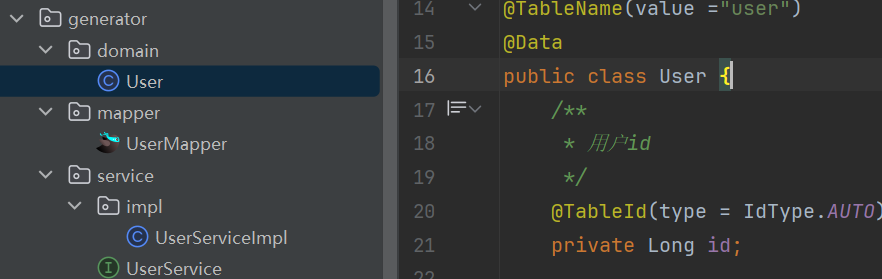 generator
domain
User
mapper
UserMapper
service
impl
UserServiceImpl
UserService
14 @TableName(value ="user")
15 @Data
16 public class User {
17 /**
18 * 用户id
19 */
20 @TableId(type = IdType.AUTO)
21 private Long id;
22